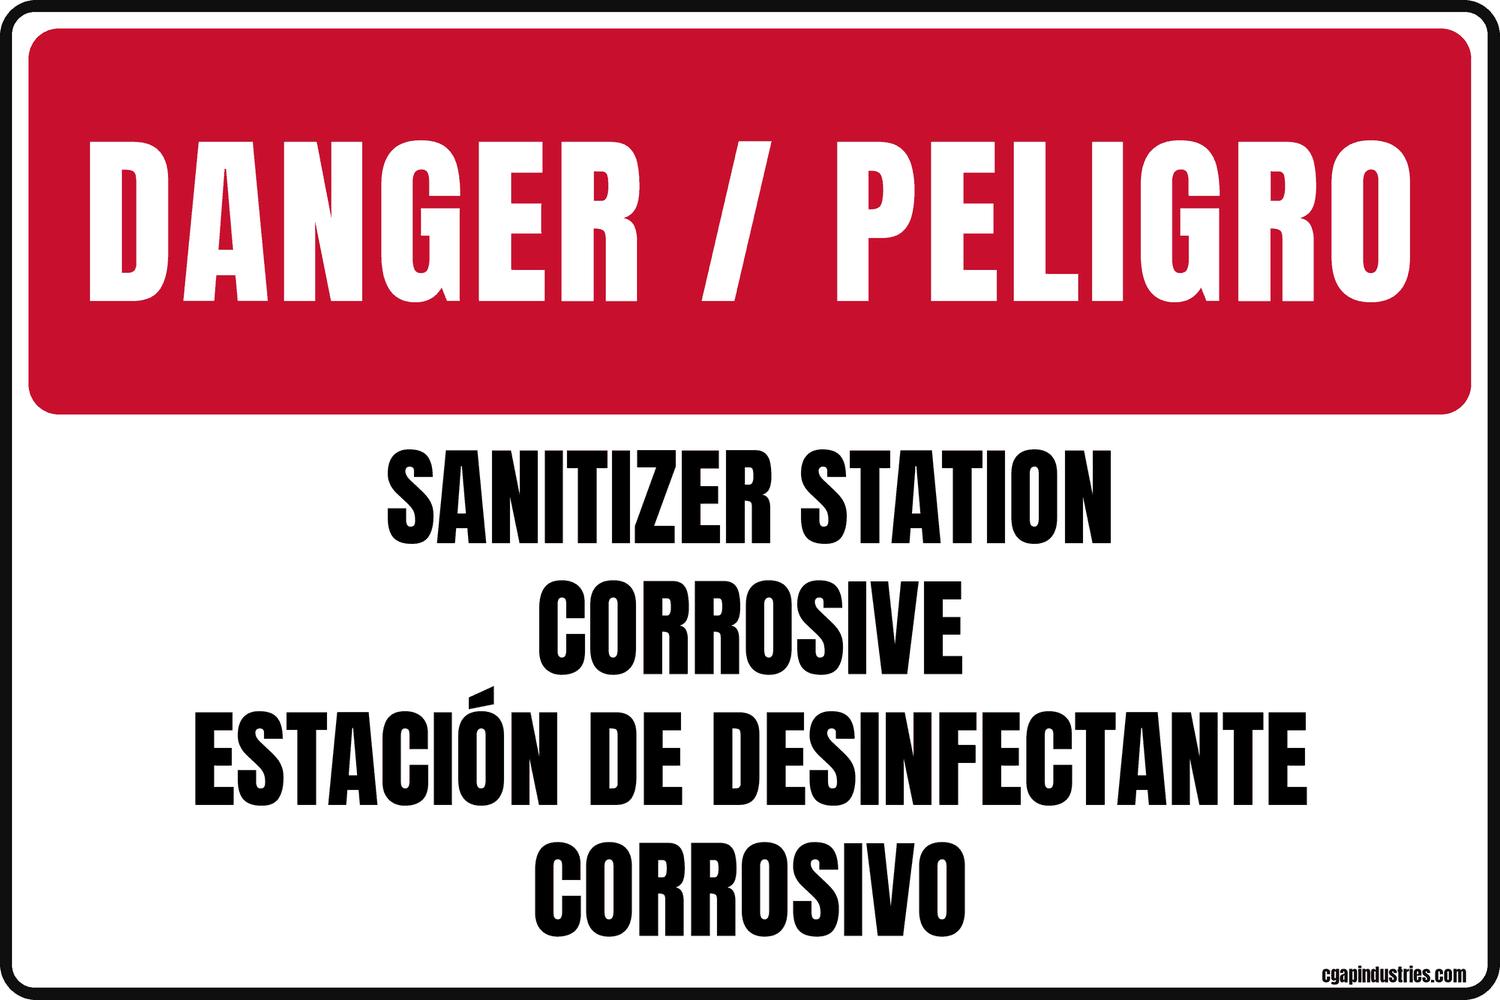 DANGER / PELIGRO
SANITIZER STATION
CORROSIVE
ESTACIÓN DE DESINFECTANTE
CORROSIVO
cgapindustries.com